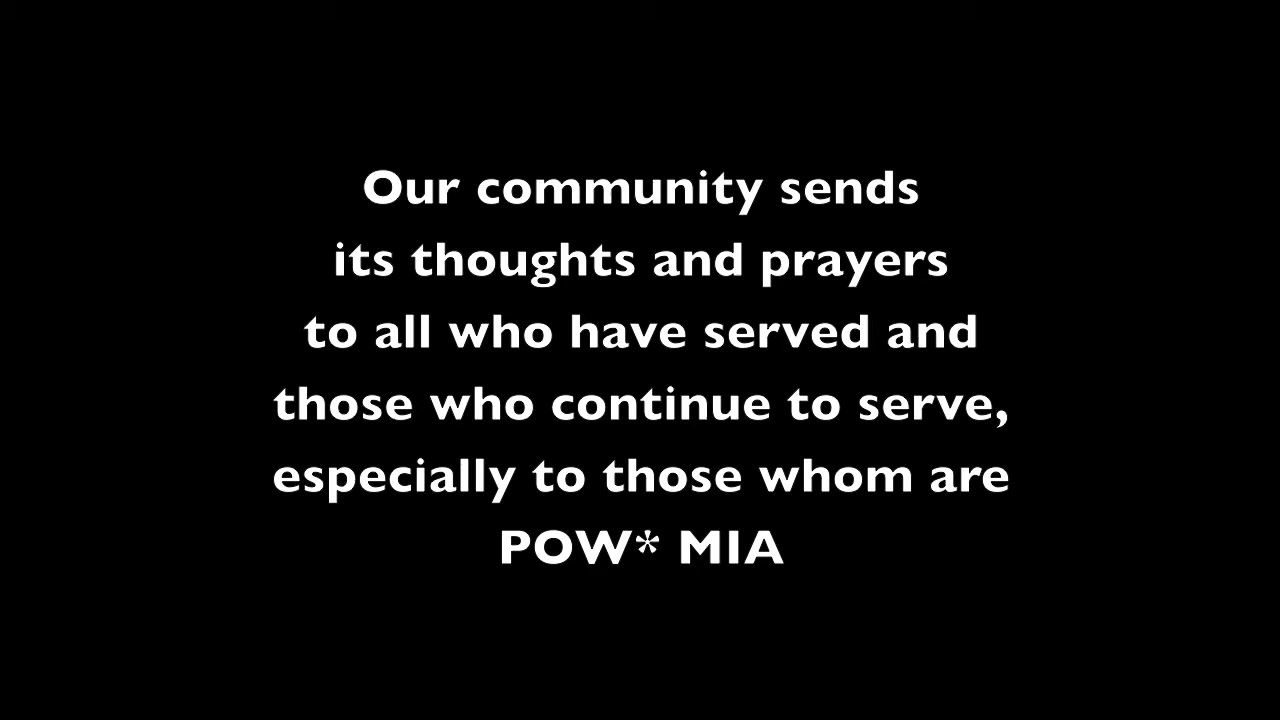 Our community sends
its thoughts and prayers
to all who have served and
those who continue to serve,
especially to those whom are
POW* MIA